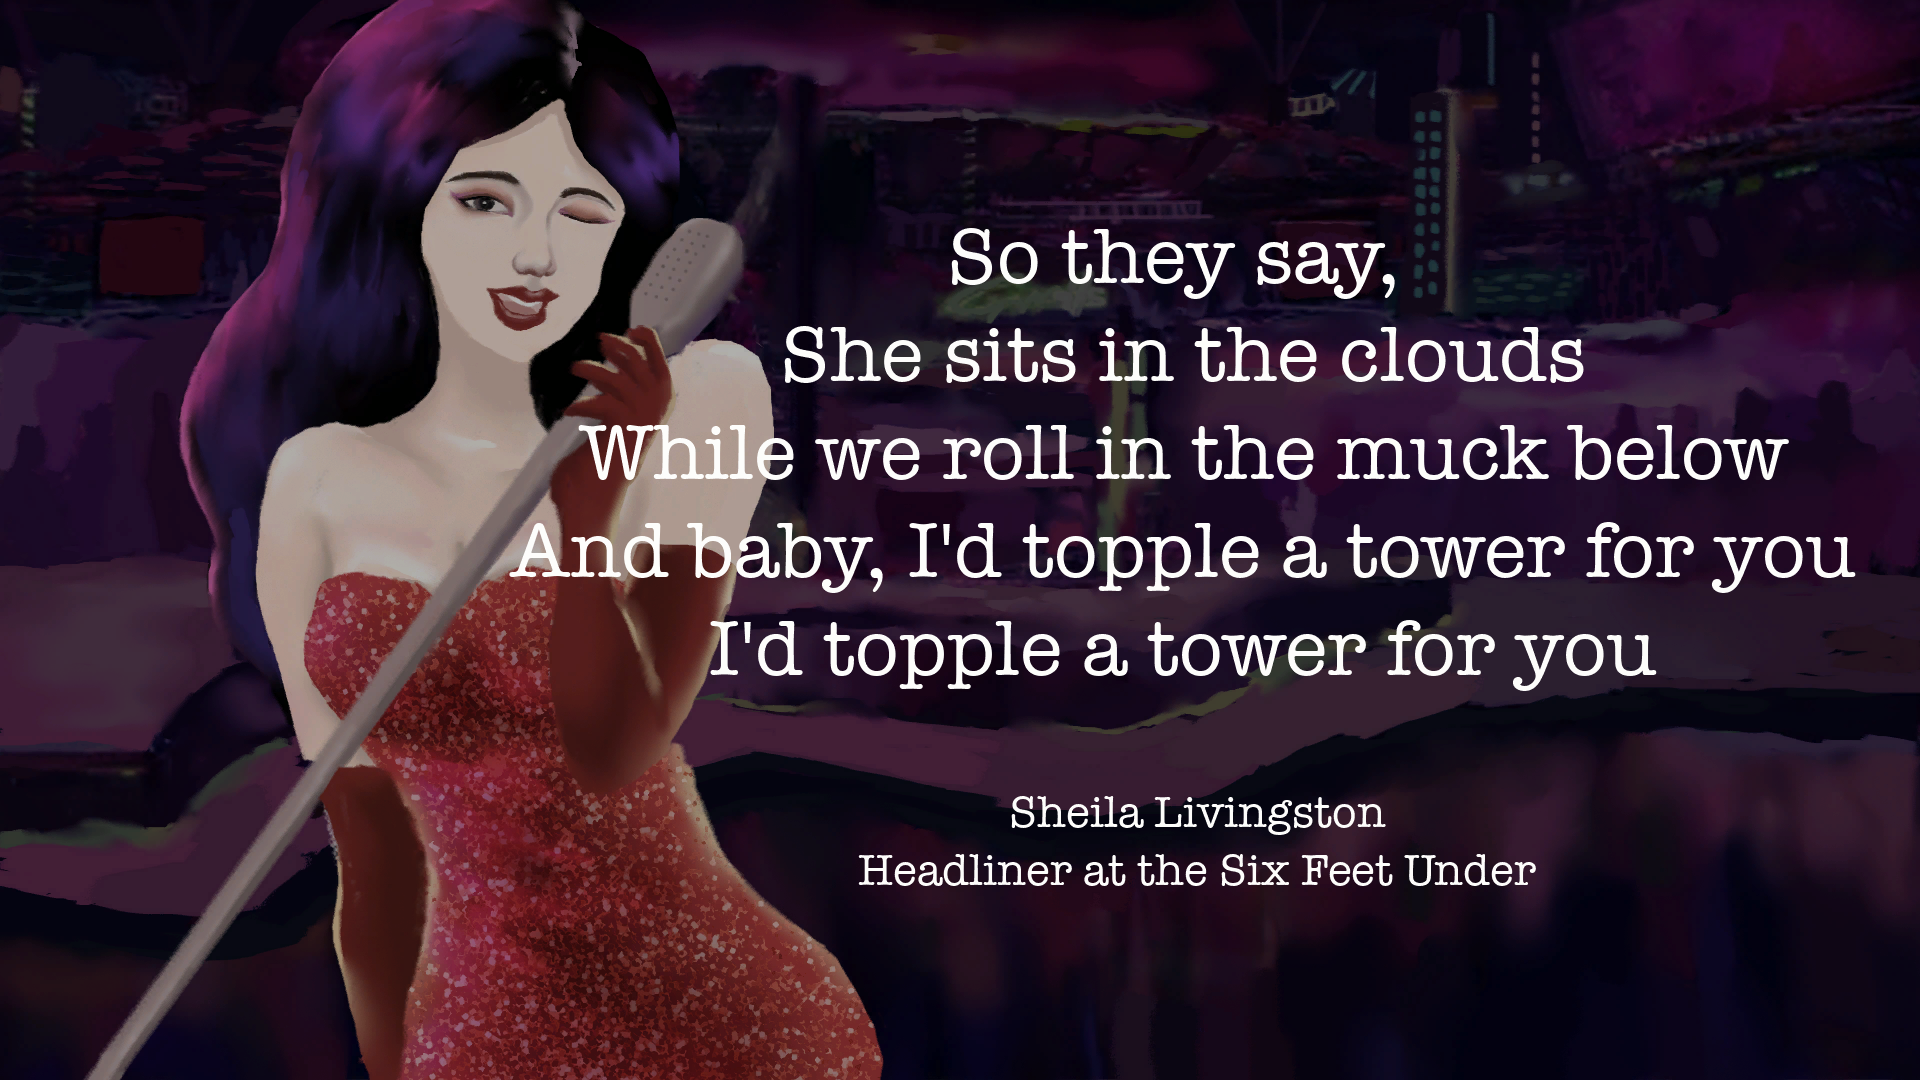 So they say,
She sits in the clouds
While we roll in the muck below
And baby, I'd topple a tower for you
I'd topple a tower for you
Sheila Livingston
Headliner at the Six Feet Under